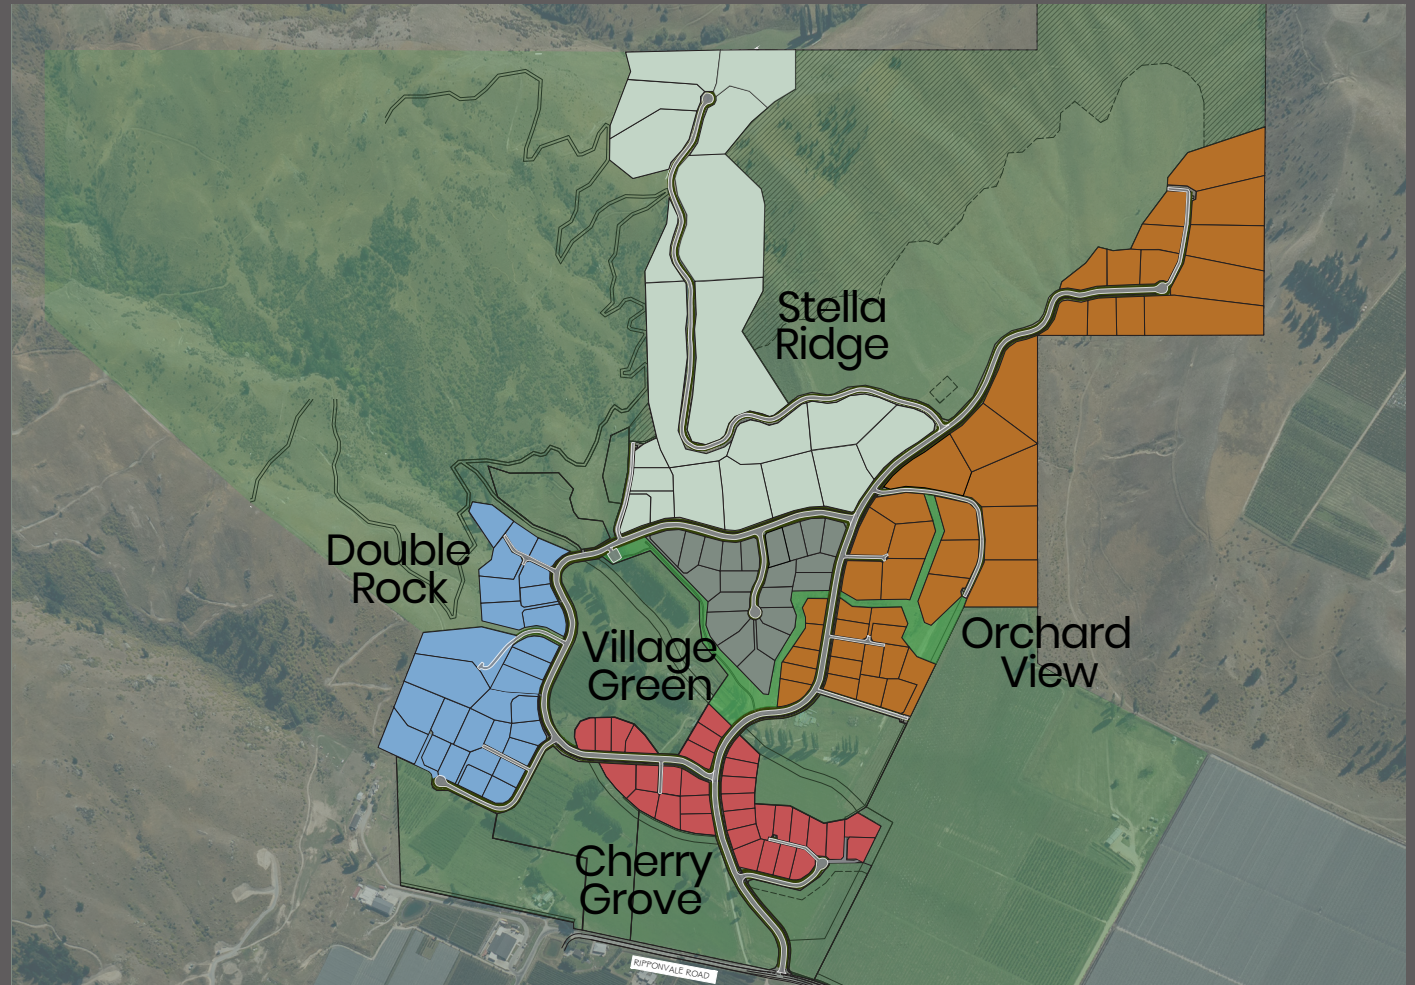 Stella
Ridge
Double
Rock
Village
Green
Orchard
View
Cherry
Grove
RIPPONVALE ROAD